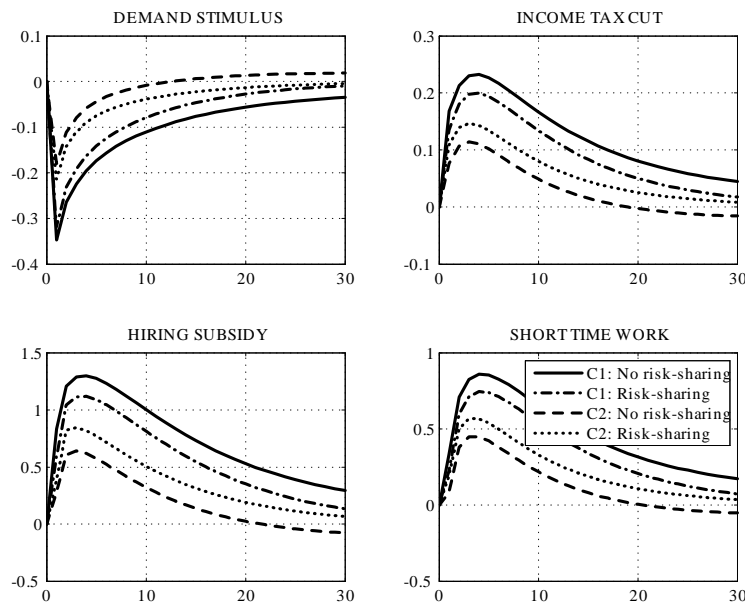 DEMAND STIMULUS
0.1
0
-0.1
-0.2
-0.3
-0.4
0 10 20 30
INCOME TAX CUT
0.3
0.2
0.1
0
-0.1
0 10 20 30
HIRING SUBSIDY
1.5
1
0.5
0
-0.5
0 10 20 30
SHORT TIME WORK
1
0.5
0
-0.5
0 10 20 30
C1: No risk-sharing
C1: Risk-sharing
C2: No risk-sharing
C2: Risk-sharing